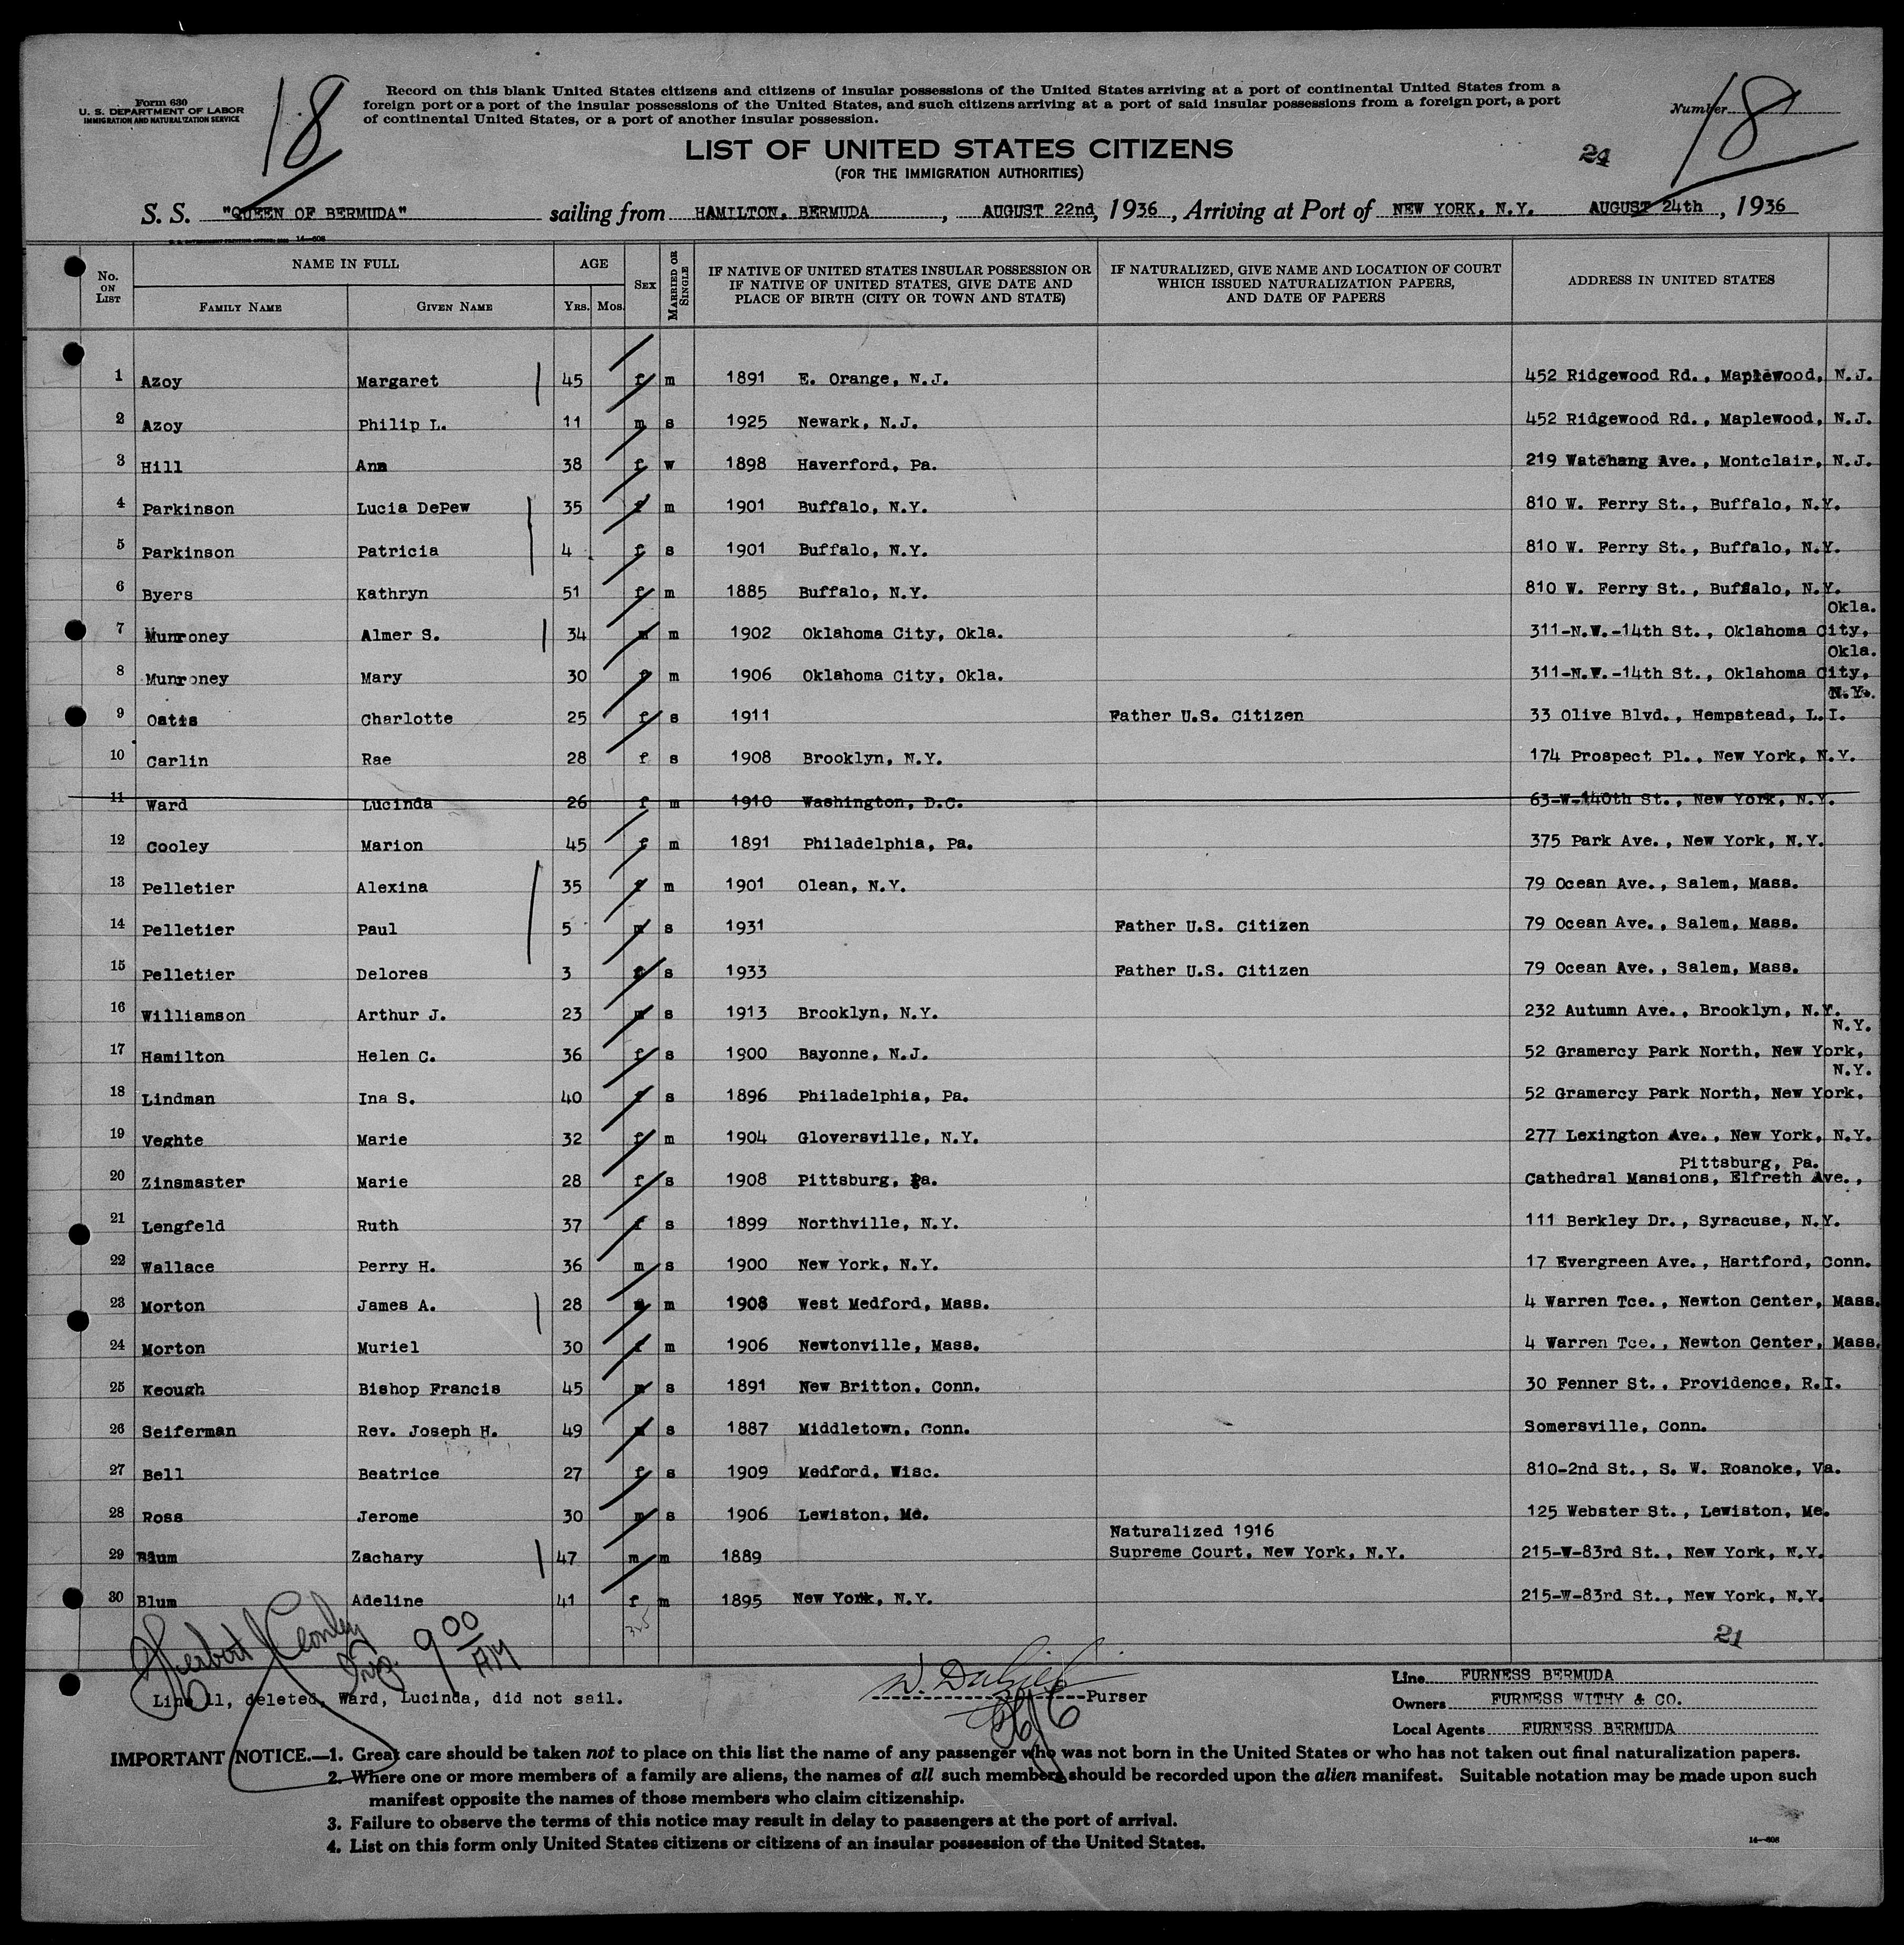 Form 630
U. S. DEPARTMENT OF LABOR
IMMIGRATION AND NATURALIZATION SERVICE
18
Record on this blank United States citizens and citizens of insular possessions of the United States arriving at a port of continental United States from a
foreign port or a port of the insular possessions of the United States, and such citizens arriving at a port of said insular possessions from a foreign port, a port
of continental United States, or a port of another insular possession.
Number 18
LIST OF UNITED STATES CITIZENS
(FOR THE IMMIGRATION AUTHORITIES)
24
S. S. "QUEEN OF BERMUDA" sailing from HAMILTON, BERMUDA, AUGUST 22nd, 1936, Arriving at Port of NEW YORK, N.Y. AUGUST 24th, 1936
No. ON LIST NAME IN FULL FAMILY NAME GIVEN NAME AGE YRS. MOS. SEX MARRIED OR SINGLE IF NATIVE OF UNITED STATES INSULAR POSSESSION OR IF NATIVE OF UNITED STATES, GIVE DATE AND PLACE OF BIRTH (CITY OR TOWN AND STATE) IF NATURALIZED, GIVE NAME AND LOCATION OF COURT WHICH ISSUED NATURALIZATION PAPERS, AND DATE OF PAPERS ADDRESS IN UNITED STATES
1 Azoy Margaret 45 f m 1891 E. Orange, N.J. 452 Ridgewood Rd., Maplewood, N.J.
2 Azoy Philip L. 11 m s 1925 Newark, N.J. 452 Ridgewood Rd., Maplewood, N.J.
3 Hill Ann 38 f w 1898 Haverford, Pa. 219 Watchang Ave., Montclair, N.J.
4 Parkinson Lucia DePew 35 f m 1901 Buffalo, N.Y. 810 W. Ferry St., Buffalo, N.Y.
5 Parkinson Patricia 4 f s 1901 Buffalo, N.Y. 810 W. Ferry St., Buffalo, N.Y.
6 Byers Kathryn 51 f m 1885 Buffalo, N.Y. 810 W. Ferry St., Buffalo, N.Y.
7 Munroney Almer S. 34 m m 1902 Oklahoma City, Okla. 311-N.W.-14th St., Oklahoma City, Okla.
8 Munroney Mary 30 f m 1906 Oklahoma City, Okla. 311-N.W.-14th St., Oklahoma City, Okla.
9 Oatis Charlotte 25 f s 1911 Father U.S. Citizen 33 Olive Blvd., Hempstead, L.I. N.Y.
10 Carlin Rae 28 f s 1908 Brooklyn, N.Y. 174 Prospect Pl., New York, N.Y.
11 Ward Lucinda 26 f m 1910 Washington, D.C. 63-W-140th St., New York, N.Y.
12 Cooley Marion 45 f m 1891 Philadelphia, Pa. 375 Park Ave., New York, N.Y.
13 Pelletier Alexina 35 f m 1901 Olean, N.Y. 79 Ocean Ave., Salem, Mass.
14 Pelletier Paul 5 m s 1931 Father U.S. Citizen 79 Ocean Ave., Salem, Mass.
15 Pelletier Delores 3 f s 1933 Father U.S. Citizen 79 Ocean Ave., Salem, Mass.
16 Williamson Arthur J. 23 m s 1913 Brooklyn, N.Y. 232 Autumn Ave., Brooklyn, N.Y.
17 Hamilton Helen C. 36 f s 1900 Bayonne, N.J. 52 Gramercy Park North, New York, N.Y.
18 Lindman Ina S. 40 f s 1896 Philadelphia, Pa. 52 Gramercy Park North, New York. N.Y.
19 Veghte Marie 32 f m 1904 Gloversville, N.Y. 277 Lexington Ave., New York, N.Y.
20 Zinsmaster Marie 28 f s 1908 Pittsburg, Pa. Cathedral Mansions, Elfreth Ave., Pittsburg, Pa.
21 Lengfeld Ruth 37 f s 1899 Northville, N.Y. 111 Berkley Dr., Syracuse, N.Y.
22 Wallace Perry H. 36 m s 1900 New York, N.Y. 17 Evergreen Ave., Hartford, Conn.
23 Morton James A. 28 m m 1908 West Medford, Mass. 4 Warren Tce., Newton Center, Mass.
24 Morton Muriel 30 f m 1906 Newtonville, Mass. 4 Warren Tce., Newton Center, Mass.
25 Keough Bishop Francis 45 m s 1891 New Britton, Conn. 30 Fenner St., Providence, R.I.
26 Seiferman Rev. Joseph H. 49 m s 1887 Middletown, Conn. Somersville, Conn.
27 Bell Beatrice 27 f s 1909 Medford, Wisc. 810-2nd St., S. W. Roanoke, Va.
28 Ross Jerome 30 m s 1906 Lewiston, Me. 125 Webster St., Lewiston, Me.
29 Zachary 47 m m 1889 Naturalized 1916 Supreme Court, New York, N.Y. 215-W-83rd St., New York, N.Y.
30 Blum Adeline 41 f m 1895 New York, N.Y. 215-W-83rd St., New York, N.Y.
21
9 00 AM
Line 11, deleted, Ward, Lucinda, did not sail.
Purser
Line FURNESS BERMUDA
Owners FURNESS WITHY & CO.
Local Agents FURNESS BERMUDA
IMPORTANT NOTICE.—1. Great care should be taken not to place on this list the name of any passenger who was not born in the United States or who has not taken out final naturalization papers.
2. Where one or more members of a family are aliens, the names of all such members should be recorded upon the alien manifest. Suitable notation may be made upon such
manifest opposite the names of those members who claim citizenship.
3. Failure to observe the terms of this notice may result in delay to passengers at the port of arrival.
4. List on this form only United States citizens or citizens of an insular possession of the United States.
14—606